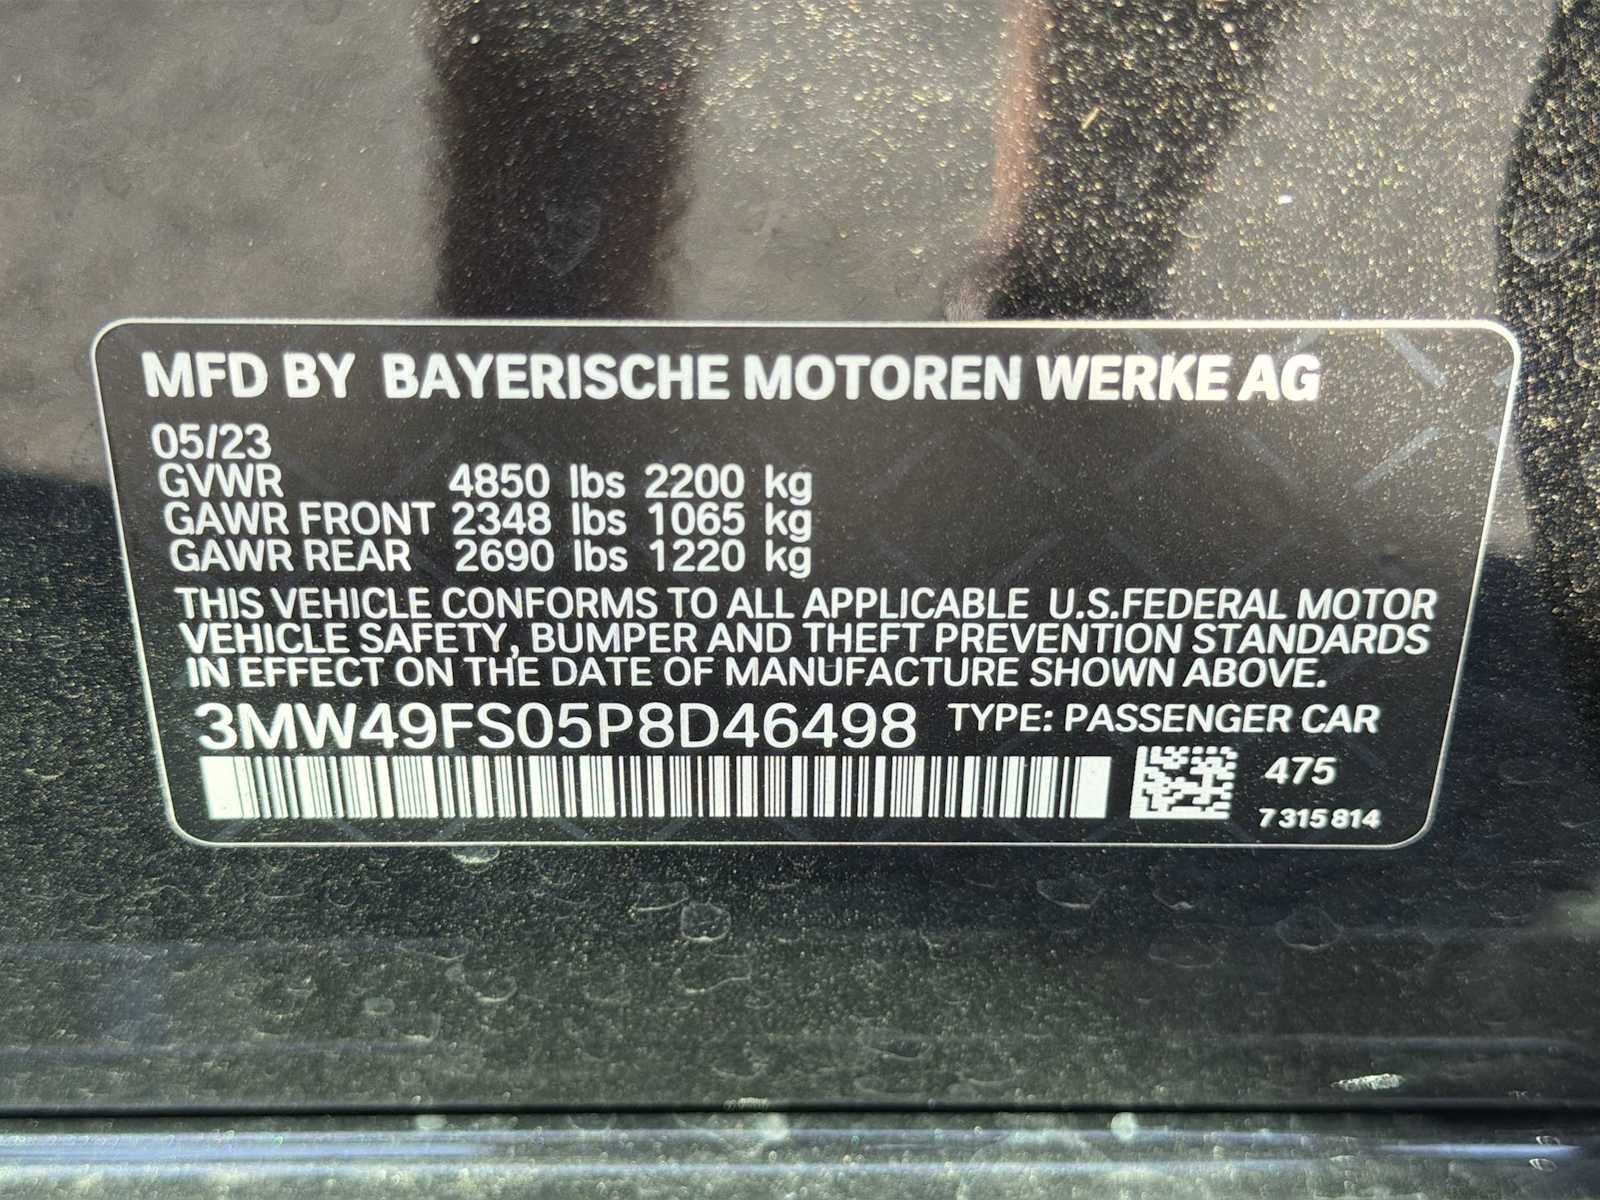 MFD BY BAYERISCHE MOTOREN WERKE AG
05/23
GVWR 4850 lbs 2200 kg
GAWR FRONT 2348 lbs 1065 kg
GAWR REAR 2690 lbs 1220 kg
THIS VEHICLE CONFORMS TO ALL APPLICABLE U.S.FEDERAL MOTOR
VEHICLE SAFETY, BUMPER AND THEFT PREVENTION STANDARDS
IN EFFECT ON THE DATE OF MANUFACTURE SHOWN ABOVE.
3MW49FS05P8D46498 TYPE: PASSENGER CAR
475
7 315 814